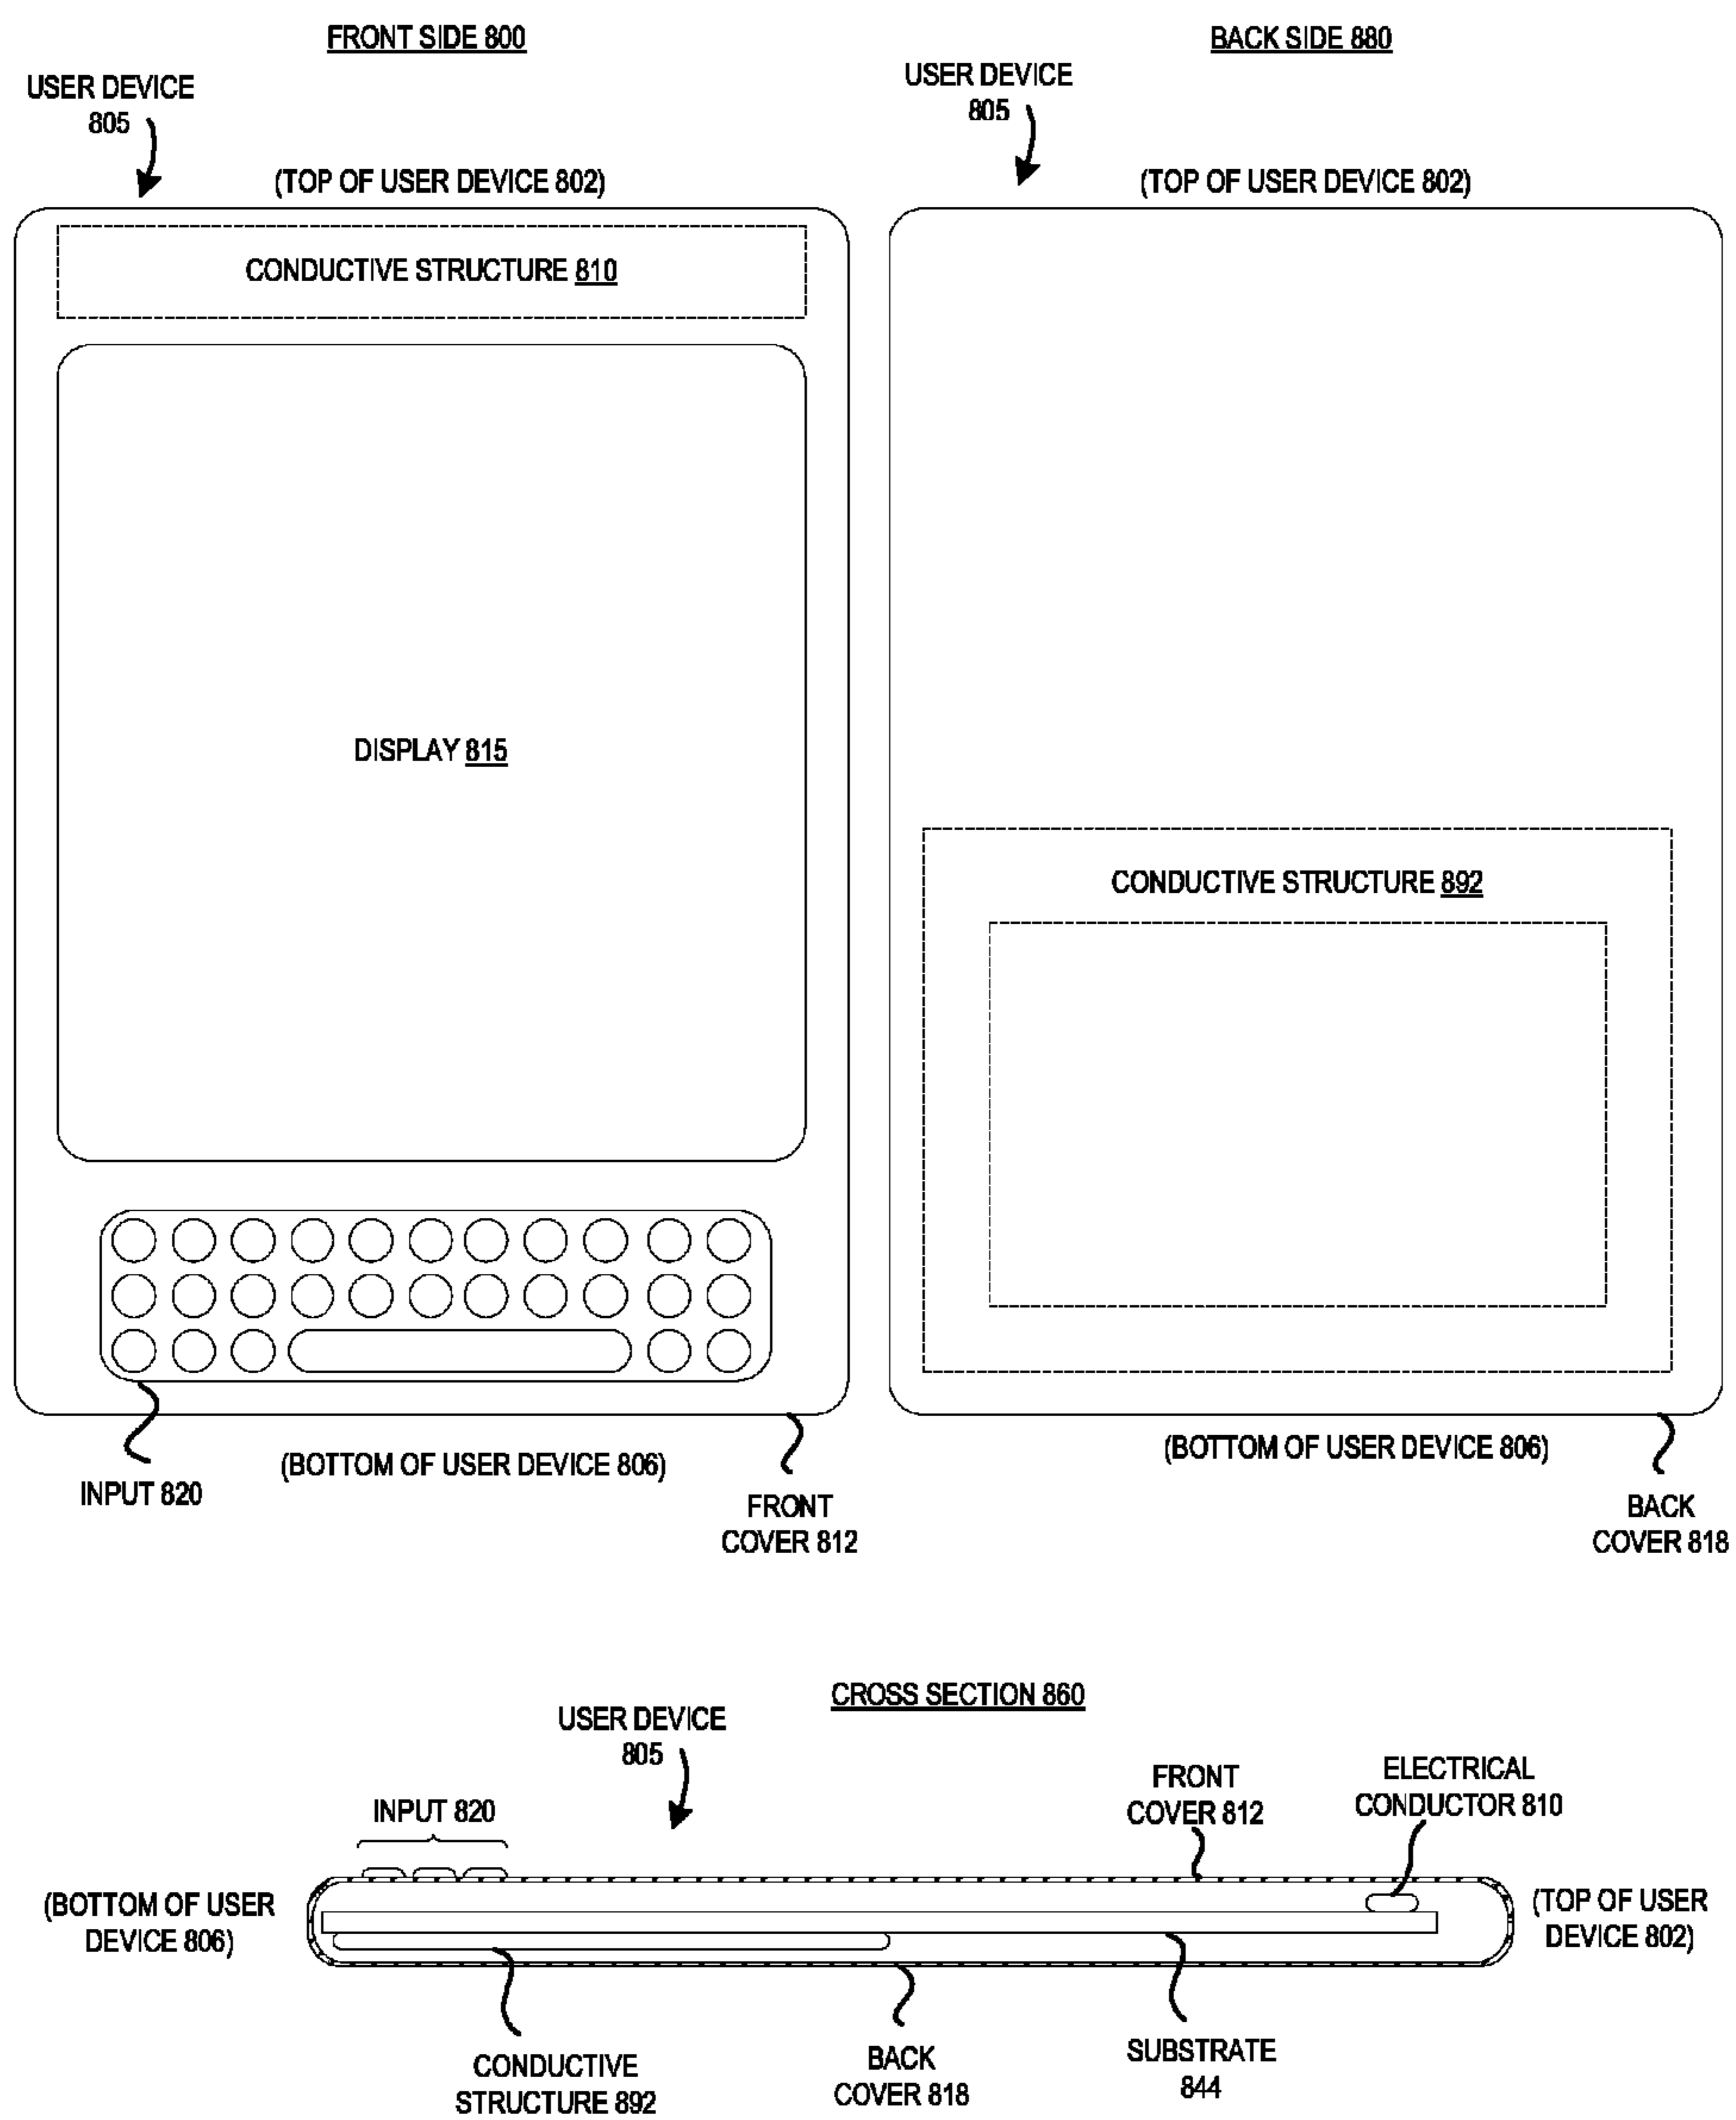 FRONT SIDE 800
USER DEVICE
805
(TOP OF USER DEVICE 802)
CONDUCTIVE STRUCTURE 810
DISPLAY 815
INPUT 820
(BOTTOM OF USER DEVICE 806)
FRONT
COVER 812
BACK SIDE 880
USER DEVICE
805
(TOP OF USER DEVICE 802)
CONDUCTIVE STRUCTURE 892
(BOTTOM OF USER DEVICE 806)
BACK
COVER 818
CROSS SECTION 860
USER DEVICE
805
INPUT 820
FRONT
COVER 812
ELECTRICAL
CONDUCTOR 810
(BOTTOM OF USER
DEVICE 806)
(TOP OF USER
DEVICE 802)
CONDUCTIVE
STRUCTURE 892
BACK
COVER 818
SUBSTRATE
844